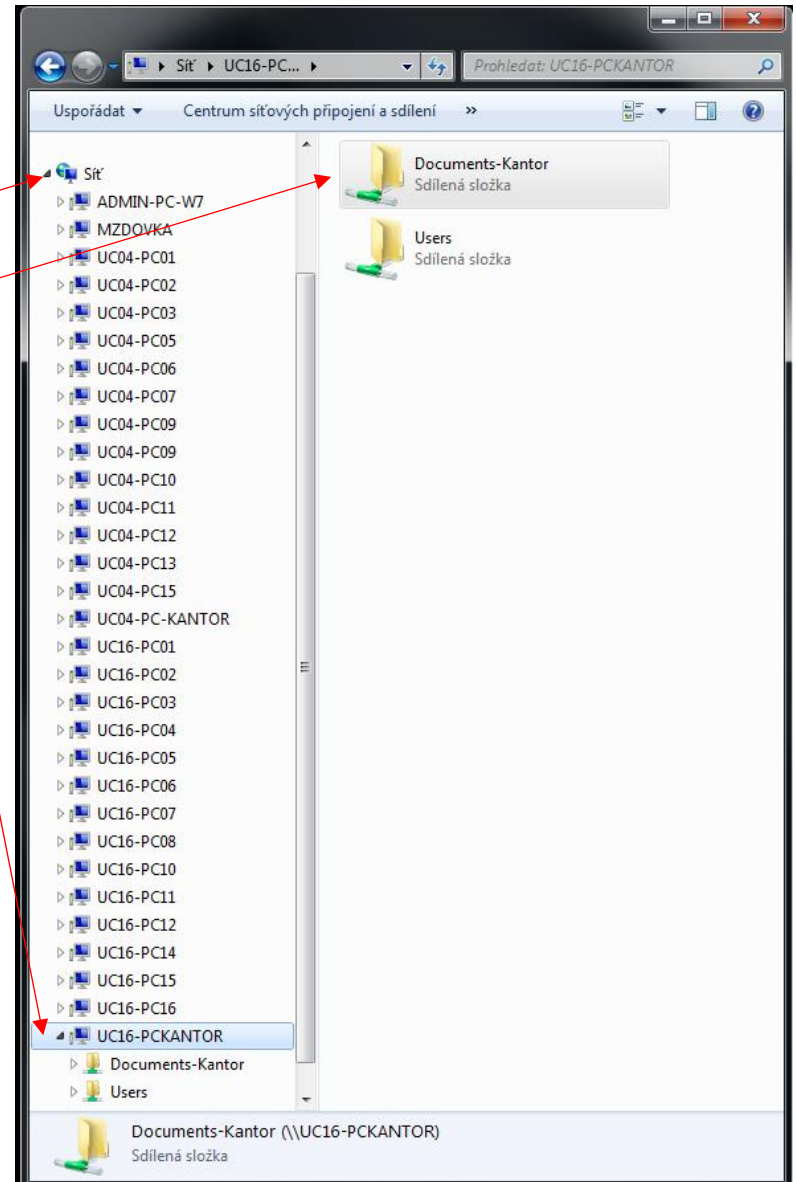 Síť ▸ UC16-PC... ▸
Prohledat: UC16-PCKANTOR
Uspořádat
Centrum síťových připojení a sdílení »
Síť
ADMIN-PC-W7
MZDOVKA
UC04-PC01
UC04-PC02
UC04-PC03
UC04-PC05
UC04-PC06
UC04-PC07
UC04-PC09
UC04-PC09
UC04-PC10
UC04-PC11
UC04-PC12
UC04-PC13
UC04-PC15
UC04-PC-KANTOR
UC16-PC01
UC16-PC02
UC16-PC03
UC16-PC04
UC16-PC05
UC16-PC06
UC16-PC07
UC16-PC08
UC16-PC10
UC16-PC11
UC16-PC12
UC16-PC14
UC16-PC15
UC16-PC16
UC16-PCKANTOR
Documents-Kantor
Users
Documents-Kantor
Sdílená složka
Users
Sdílená složka
Documents-Kantor (\\UC16-PCKANTOR)
Sdílená složka